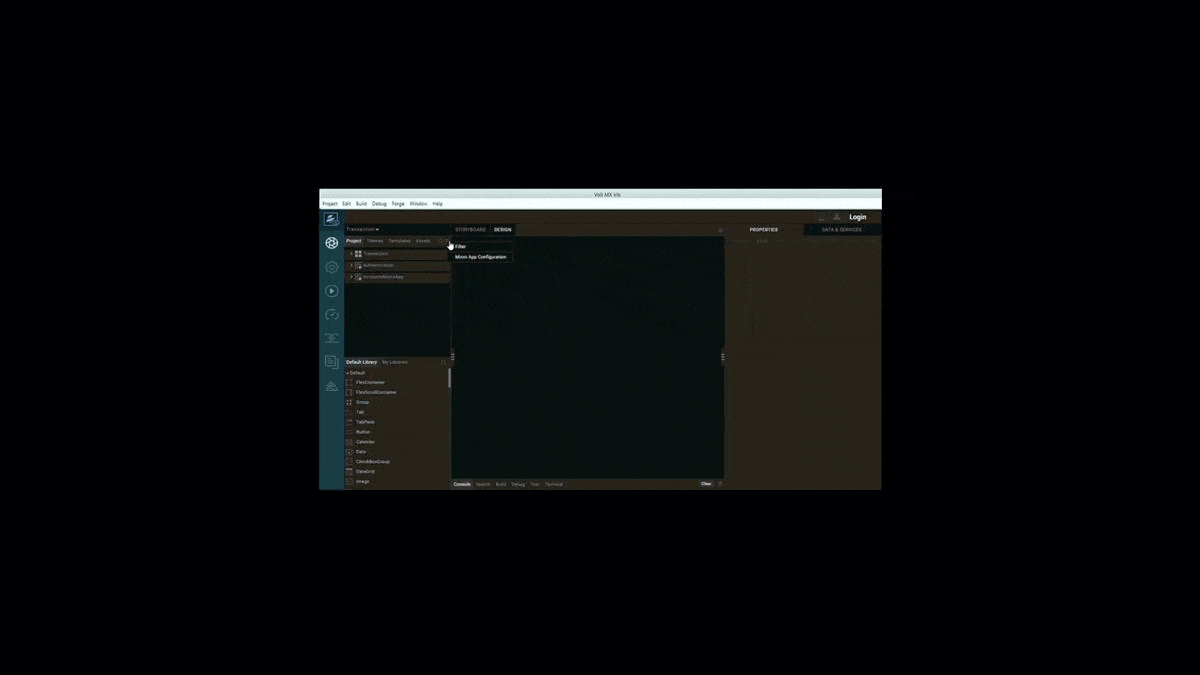 Volt MX Iris
Project Edit Build Debug Forge Window Help
Login
Transaction
STORYBOARD DESIGN
PROPERTIES
DATA & SERVICES
Project Themes Templates Assets
Filter
Micro App Configuration
Transaction
Authentication
AccountsMicroApp
Default Library My Libraries
Default
FlexContainer
FlexScrollContainer
Group
Tab
TabPane
Button
Calendar
Data
CheckBoxGroup
DataGrid
Image
Console Search Build Debug Test Terminal
Clear